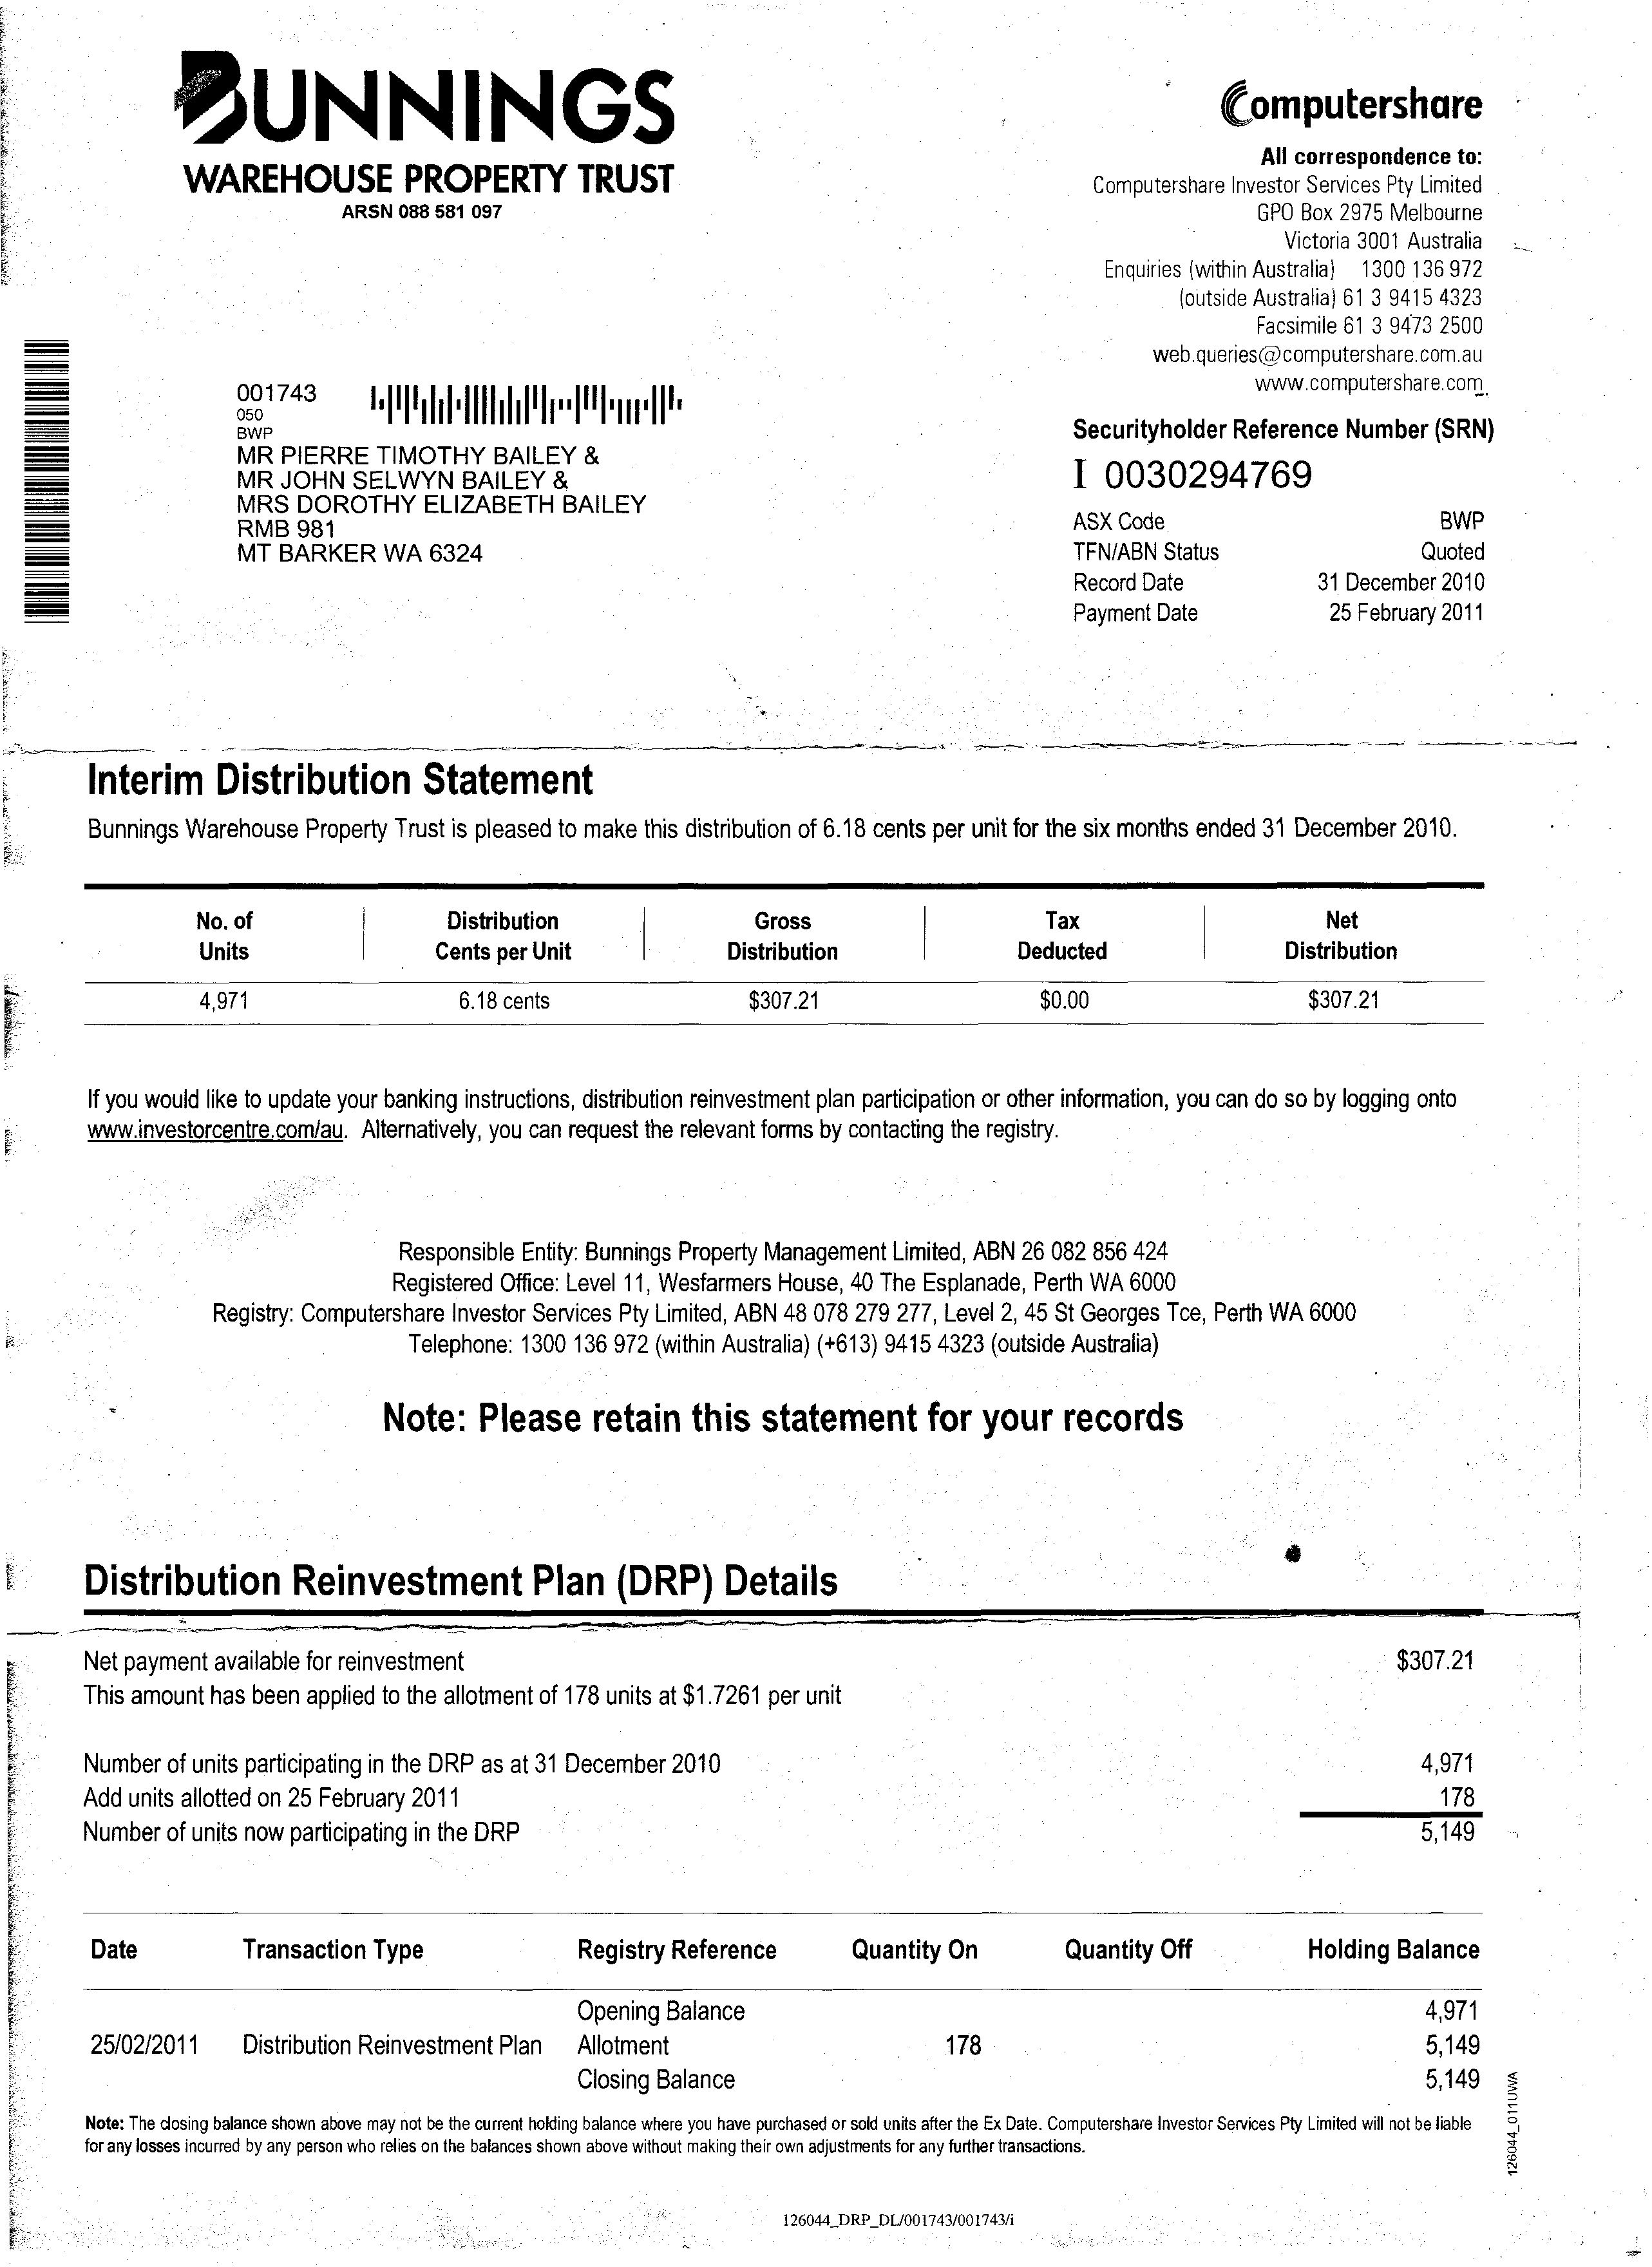 BUNNINGS
WAREHOUSE PROPERTY TRUST
ARSN 088 581 097
Computershare
All correspondence to:
Computershare Investor Services Pty Limited
GPO Box 2975 Melbourne
Victoria 3001 Australia
Enquiries (within Australia) 1300 136 972
(outside Australia) 61 3 9415 4323
Facsimile 61 3 9473 2500
web.queries@computershare.com.au
www.computershare.com
001743
050
BWP
MR PIERRE TIMOTHY BAILEY &
MR JOHN SELWYN BAILEY &
MRS DOROTHY ELIZABETH BAILEY
RMB 981
MT BARKER WA 6324
Securityholder Reference Number (SRN)
I 0030294769
ASX Code BWP
TFN/ABN Status Quoted
Record Date 31 December 2010
Payment Date 25 February 2011
Interim Distribution Statement
Bunnings Warehouse Property Trust is pleased to make this distribution of 6.18 cents per unit for the six months ended 31 December 2010.
No. of Distribution Gross Tax Net
Units Cents per Unit Distribution Deducted Distribution
4,971 6.18 cents $307.21 $0.00 $307.21
If you would like to update your banking instructions, distribution reinvestment plan participation or other information, you can do so by logging onto
www.investorcentre.com/au. Alternatively, you can request the relevant forms by contacting the registry.
Responsible Entity: Bunnings Property Management Limited, ABN 26 082 856 424
Registered Office: Level 11, Wesfarmers House, 40 The Esplanade, Perth WA 6000
Registry: Computershare Investor Services Pty Limited, ABN 48 078 279 277, Level 2, 45 St Georges Tce, Perth WA 6000
Telephone: 1300 136 972 (within Australia) (+613) 9415 4323 (outside Australia)
Note: Please retain this statement for your records
Distribution Reinvestment Plan (DRP) Details
Net payment available for reinvestment $307.21
This amount has been applied to the allotment of 178 units at $1.7261 per unit
Number of units participating in the DRP as at 31 December 2010 4,971
Add units allotted on 25 February 2011 178
Number of units now participating in the DRP 5,149
Date Transaction Type Registry Reference Quantity On Quantity Off Holding Balance
Opening Balance 4,971
25/02/2011 Distribution Reinvestment Plan Allotment 178 5,149
Closing Balance 5,149
Note: The closing balance shown above may not be the current holding balance where you have purchased or sold units after the Ex Date. Computershare Investor Services Pty Limited will not be liable
for any losses incurred by any person who relies on the balances shown above without making their own adjustments for any further transactions.
126044_011UWA
126044_DRP_DL/001743/001743/i